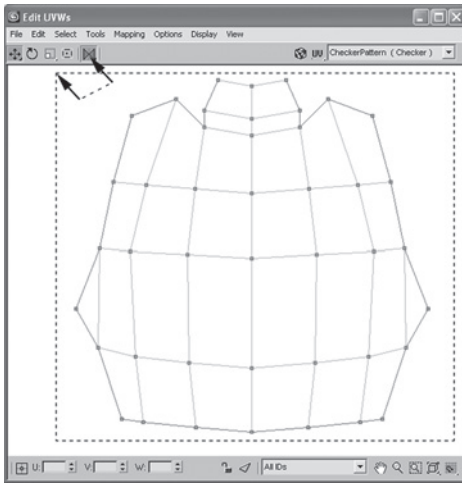 Edit UVWs
File Edit Select Tools Mapping Options Display View
UV CheckerPattern ( Checker )
U: V: W: All IDs